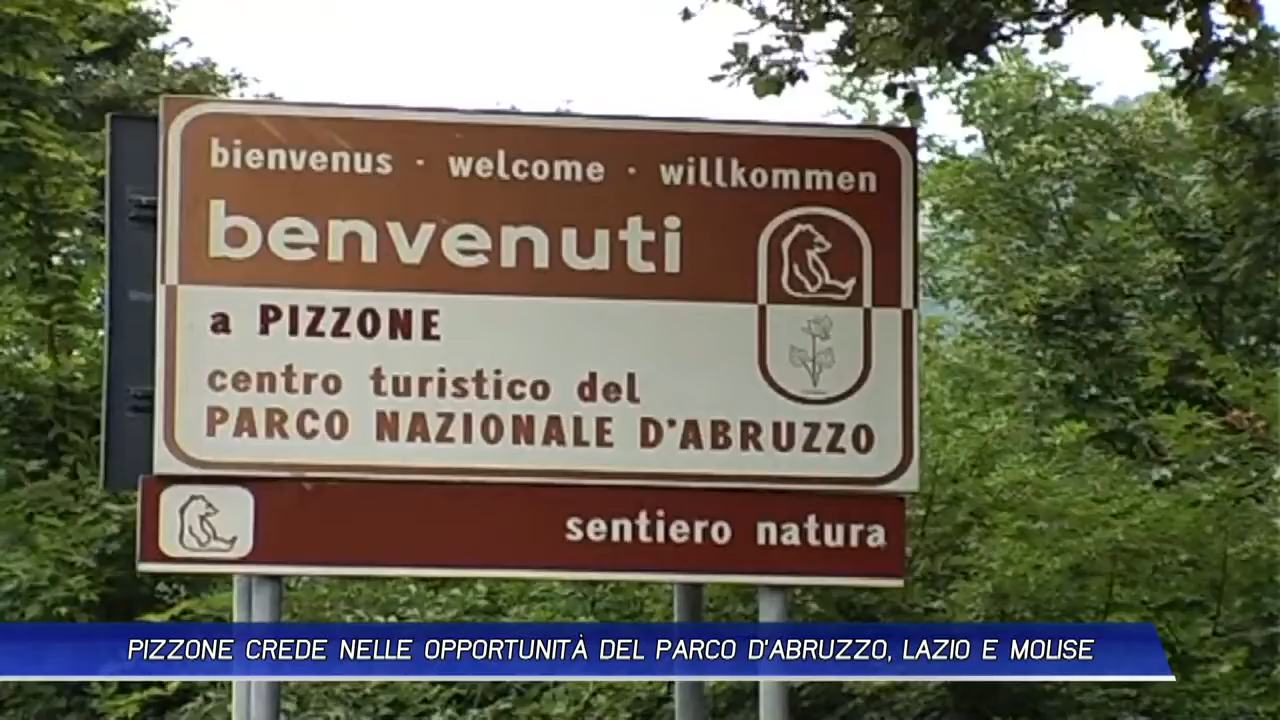 bienvenus · welcome · willkommen
benvenuti
a PIZZONE
centro turistico del
PARCO NAZIONALE D'ABRUZZO
sentiero natura
PIZZONE CREDE NELLE OPPORTUNITÀ DEL PARCO D'ABRUZZO, LAZIO E MOLISE